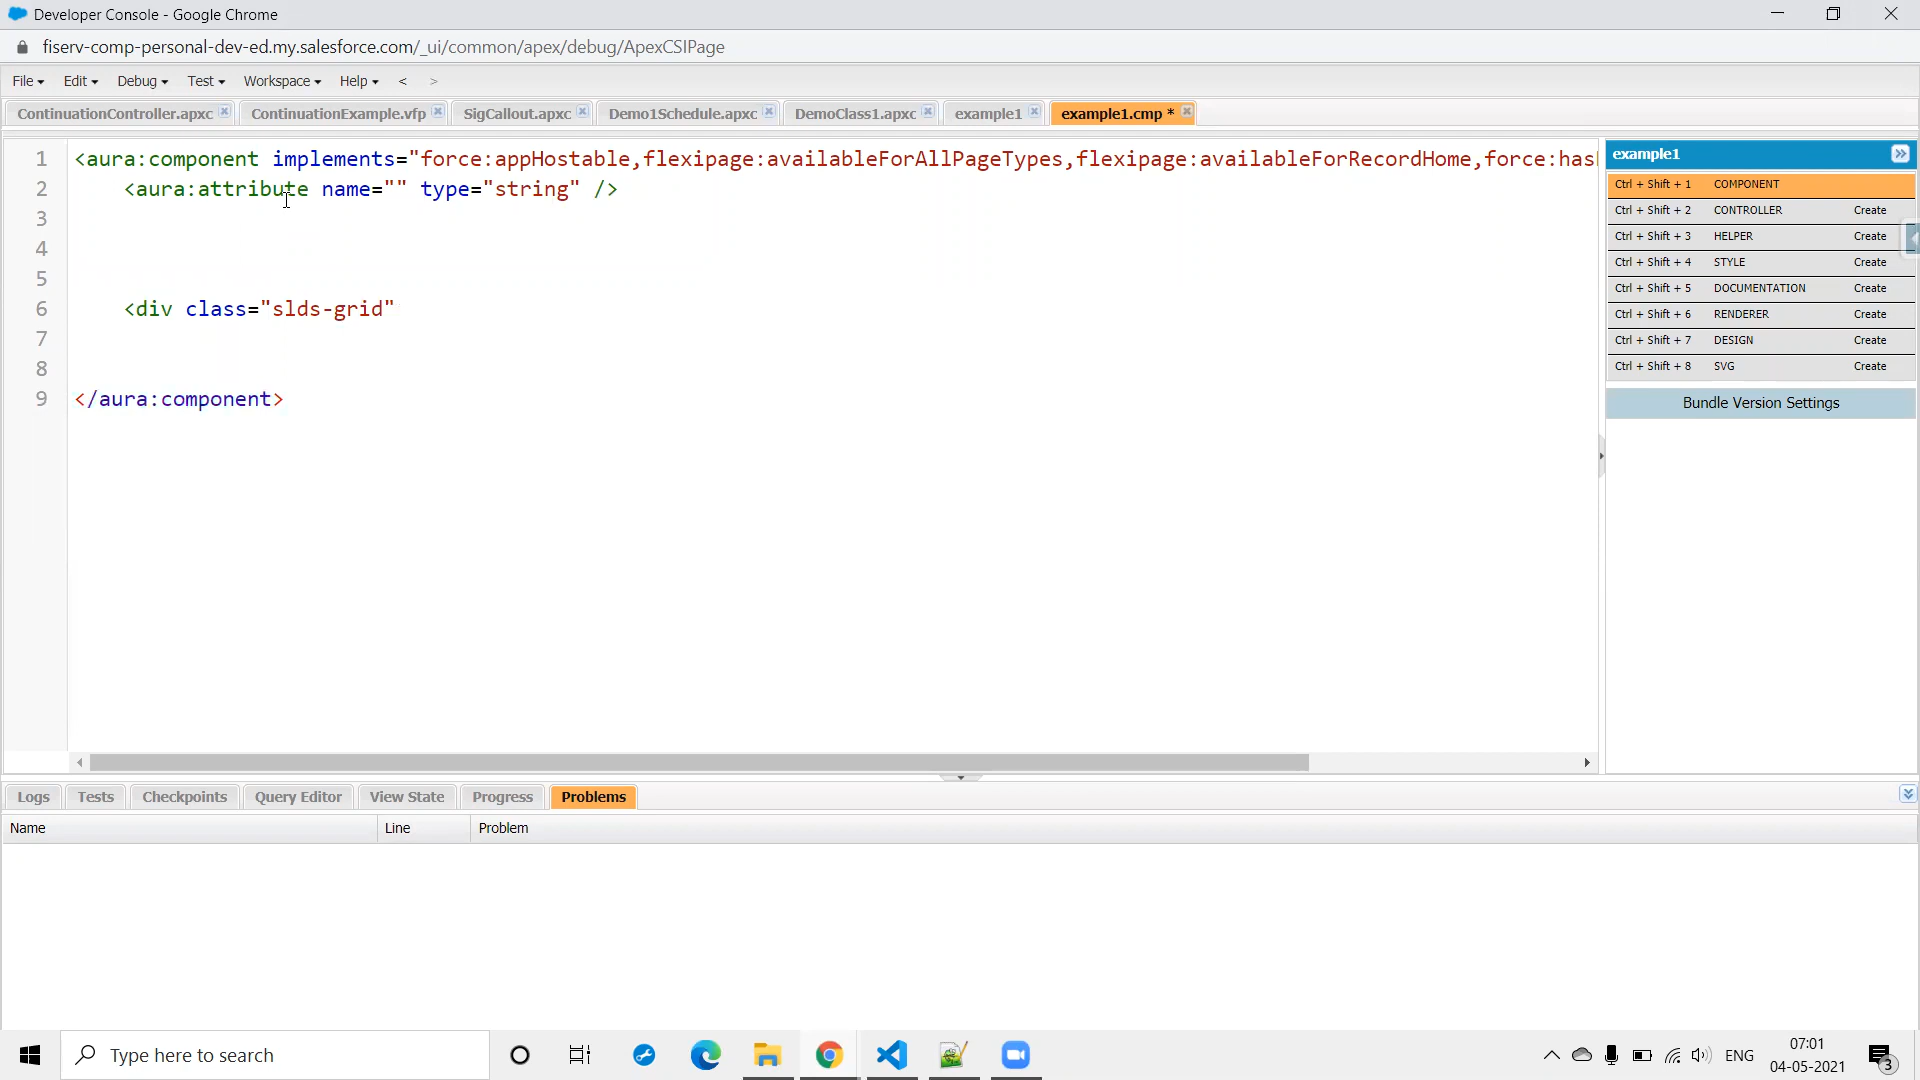 Developer Console - Google Chrome
fiserv-comp-personal-dev-ed.my.salesforce.com/_ui/common/apex/debug/ApexCSIPage
File Edit Debug Test Workspace Help < >
ContinuationController.apxc ContinuationExample.vfp SigCallout.apxc Demo1Schedule.apxc DemoClass1.apxc example1 example1.cmp *
1 <aura:component implements="force:appHostable,flexipage:availableForAllPageTypes,flexipage:availableForRecordHome,force:has
2 <aura:attribute name="" type="string" />
3
4
5
6 <div class="slds-grid"
7
8
9 </aura:component>
example1
Ctrl + Shift + 1 COMPONENT
Ctrl + Shift + 2 CONTROLLER Create
Ctrl + Shift + 3 HELPER Create
Ctrl + Shift + 4 STYLE Create
Ctrl + Shift + 5 DOCUMENTATION Create
Ctrl + Shift + 6 RENDERER Create
Ctrl + Shift + 7 DESIGN Create
Ctrl + Shift + 8 SVG Create
Bundle Version Settings
Logs Tests Checkpoints Query Editor View State Progress Problems
Name Line Problem
Type here to search
ENG
07:01
04-05-2021
3